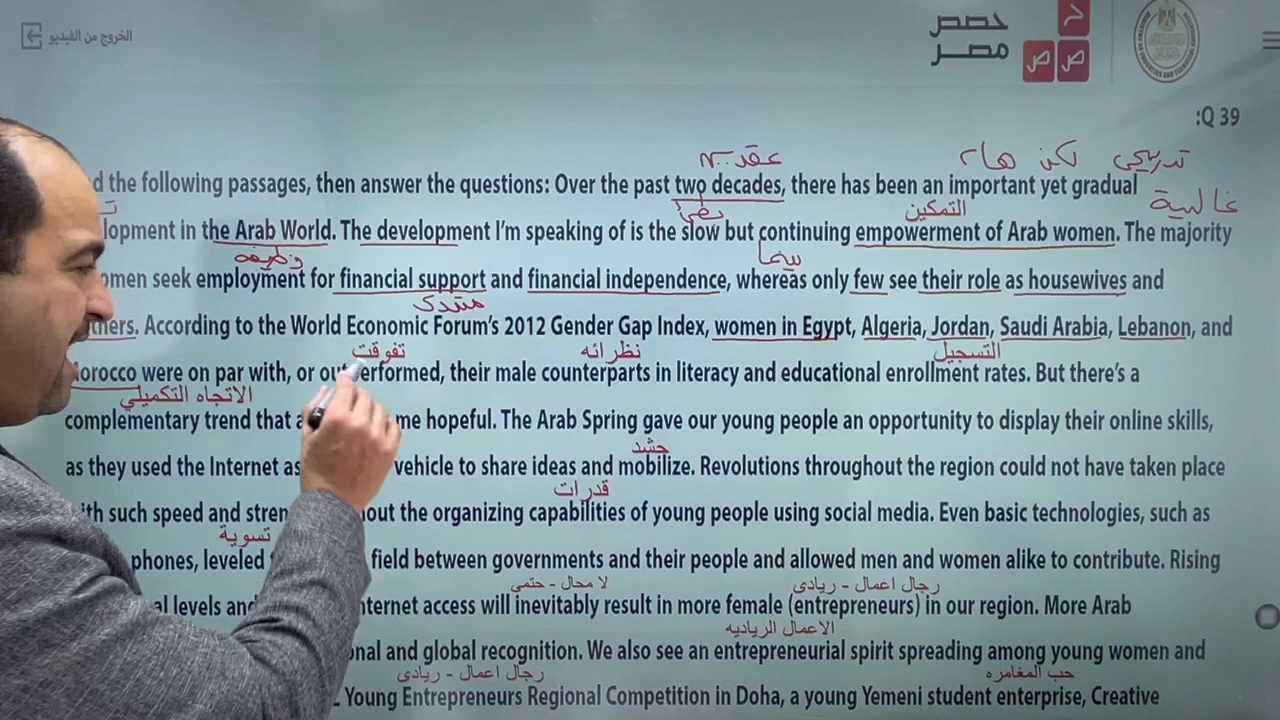 الخروج من الفيديو
حصص
مصر
ح
ص ص
:Q 39
تدريجي لكن هام
عقد
d the following passages, then answer the questions: Over the past two decades, there has been an important yet gradual
غالبية
التمكين
lopment in the Arab World. The development I'm speaking of is the slow but continuing empowerment of Arab women. The majority
وظيفه
بينما
omen seek employment for financial support and financial independence, whereas only few see their role as housewives and
منتدى
thers. According to the World Economic Forum's 2012 Gender Gap Index, women in Egypt, Algeria, Jordan, Saudi Arabia, Lebanon, and
تفوقت نظرائه التسجيل
Morocco were on par with, or outperformed, their male counterparts in literacy and educational enrollment rates. But there's a
الاتجاه التكميلي
complementary trend that a me hopeful. The Arab Spring gave our young people an opportunity to display their online skills,
حشد
as they used the Internet as vehicle to share ideas and mobilize. Revolutions throughout the region could not have taken place
قدرات
ith such speed and stren out the organizing capabilities of young people using social media. Even basic technologies, such as
تسوية
phones, leveled field between governments and their people and allowed men and women alike to contribute. Rising
لا محال - حتمى رجال اعمال - ريادى
al levels and nternet access will inevitably result in more female (entrepreneurs) in our region. More Arab
الاعمال الرياديه
nal and global recognition. We also see an entrepreneurial spirit spreading among young women and
رجال اعمال - ريادى حب المغامره
Young Entrepreneurs Regional Competition in Doha, a young Yemeni student enterprise, Creative